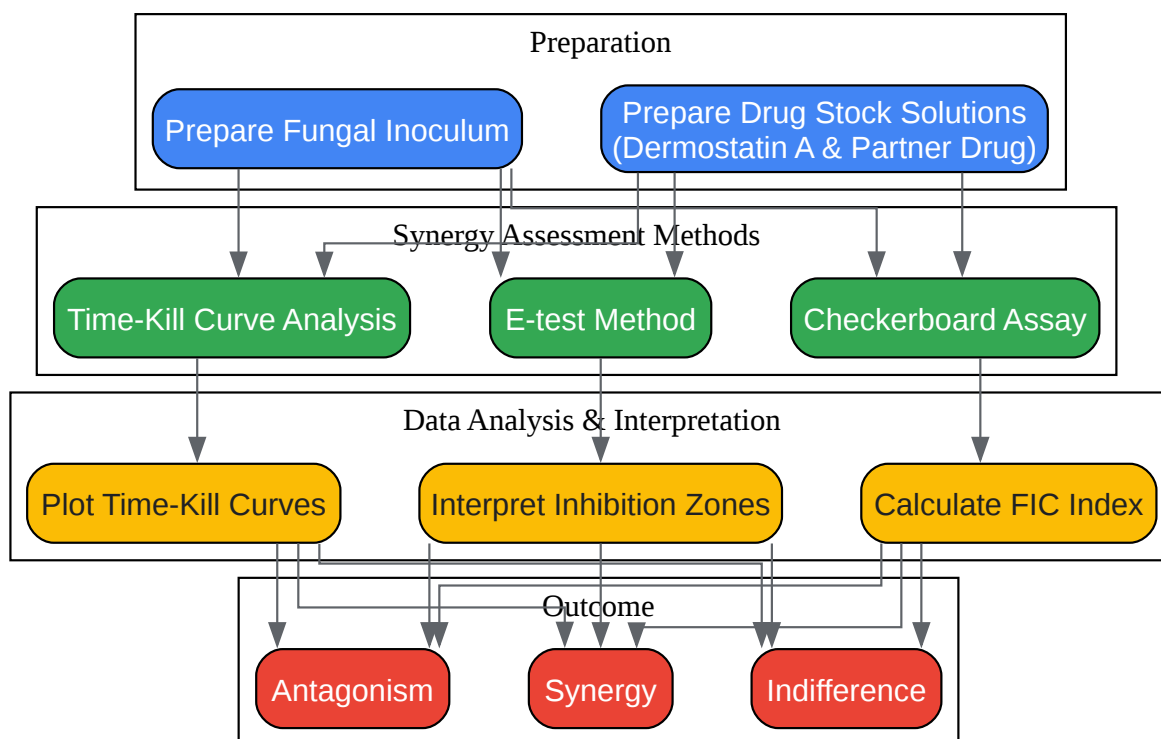 Preparation
Prepare Fungal Inoculum
Prepare Drug Stock Solutions
(Dermostatin A & Partner Drug)
Synergy Assessment Methods
Time-Kill Curve Analysis
E-test Method
Checkerboard Assay
Data Analysis & Interpretation
Plot Time-Kill Curves
Interpret Inhibition Zones
Calculate FIC Index
Outcome
Antagonism
Synergy
Indifference